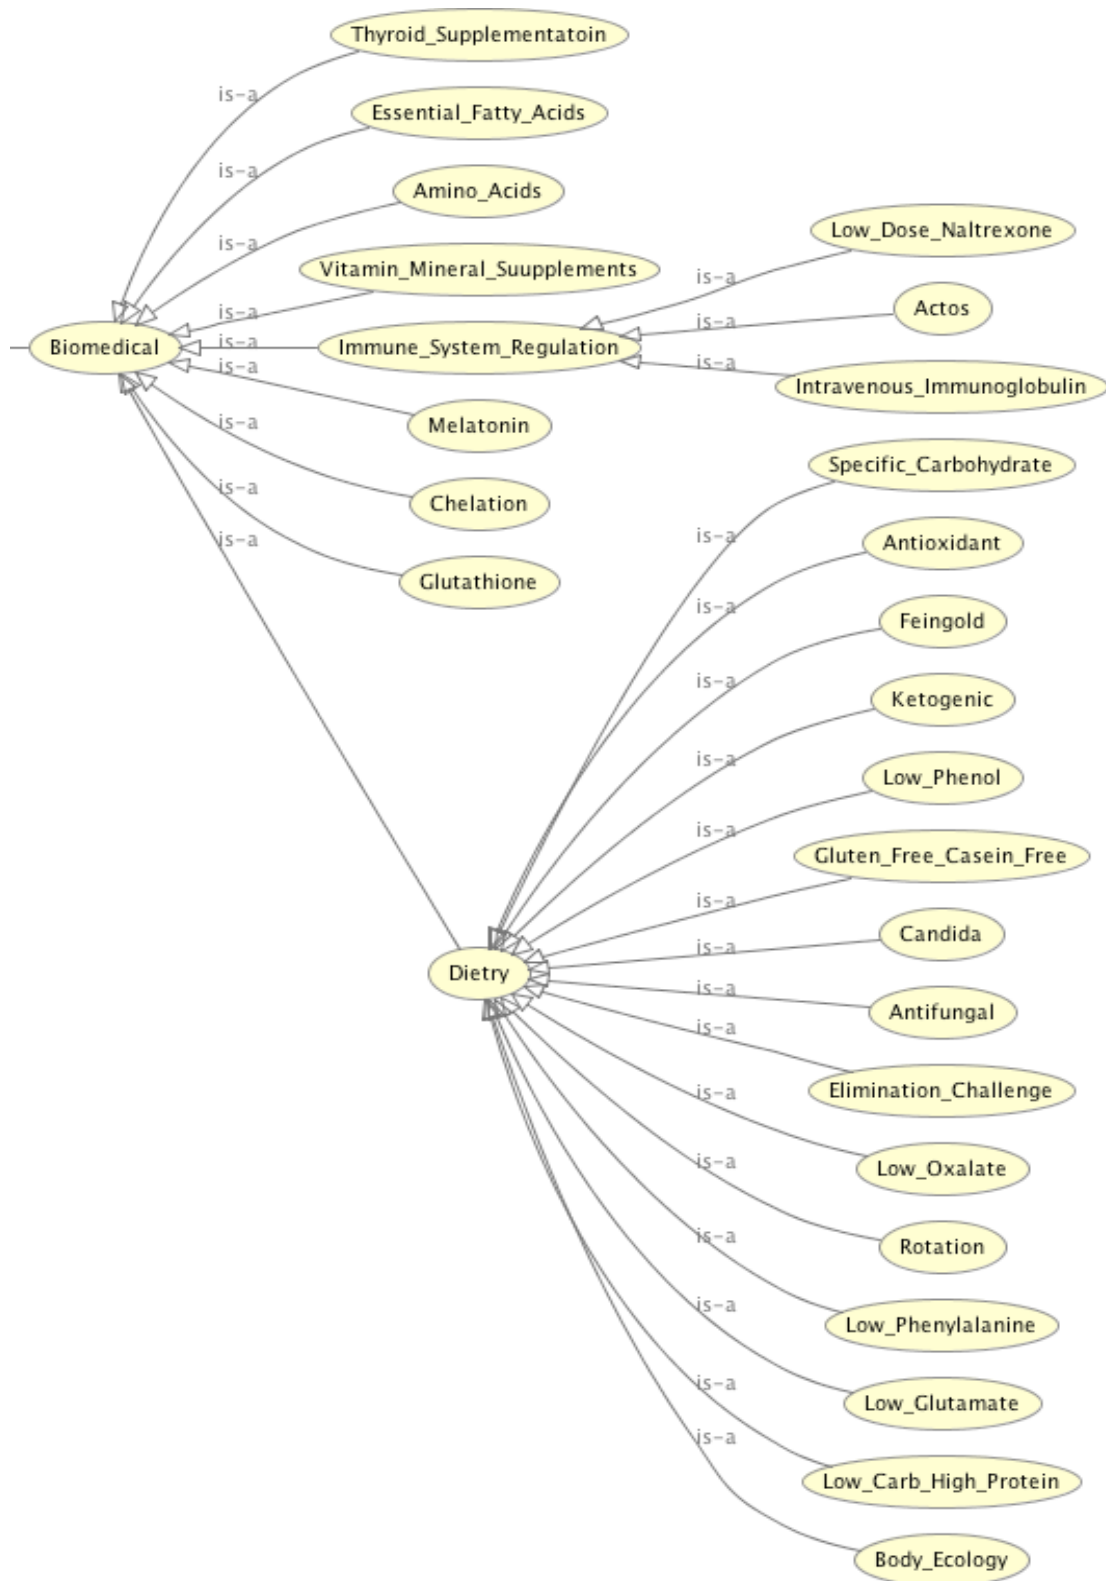 Thyroid_Supplementatoin
is-a
Essential_Fatty_Acids
is-a
Amino_Acids
is-a
Vitamin_Mineral_Suupplements
is-a
Biomedical
is-a
Immune_System_Regulation
is-a
Melatonin
is-a
Chelation
is-a
Glutathione
is-a
Low_Dose_Naltrexone
is-a
Actos
is-a
Intravenous_Immunoglobulin
is-a
Dietry
Specific_Carbohydrate
is-a
Antioxidant
is-a
Feingold
is-a
Ketogenic
is-a
Low_Phenol
is-a
Gluten_Free_Casein_Free
is-a
Candida
is-a
Antifungal
is-a
Elimination_Challenge
is-a
Low_Oxalate
is-a
Rotation
is-a
Low_Phenylalanine
is-a
Low_Glutamate
is-a
Low_Carb_High_Protein
is-a
Body_Ecology
is-a